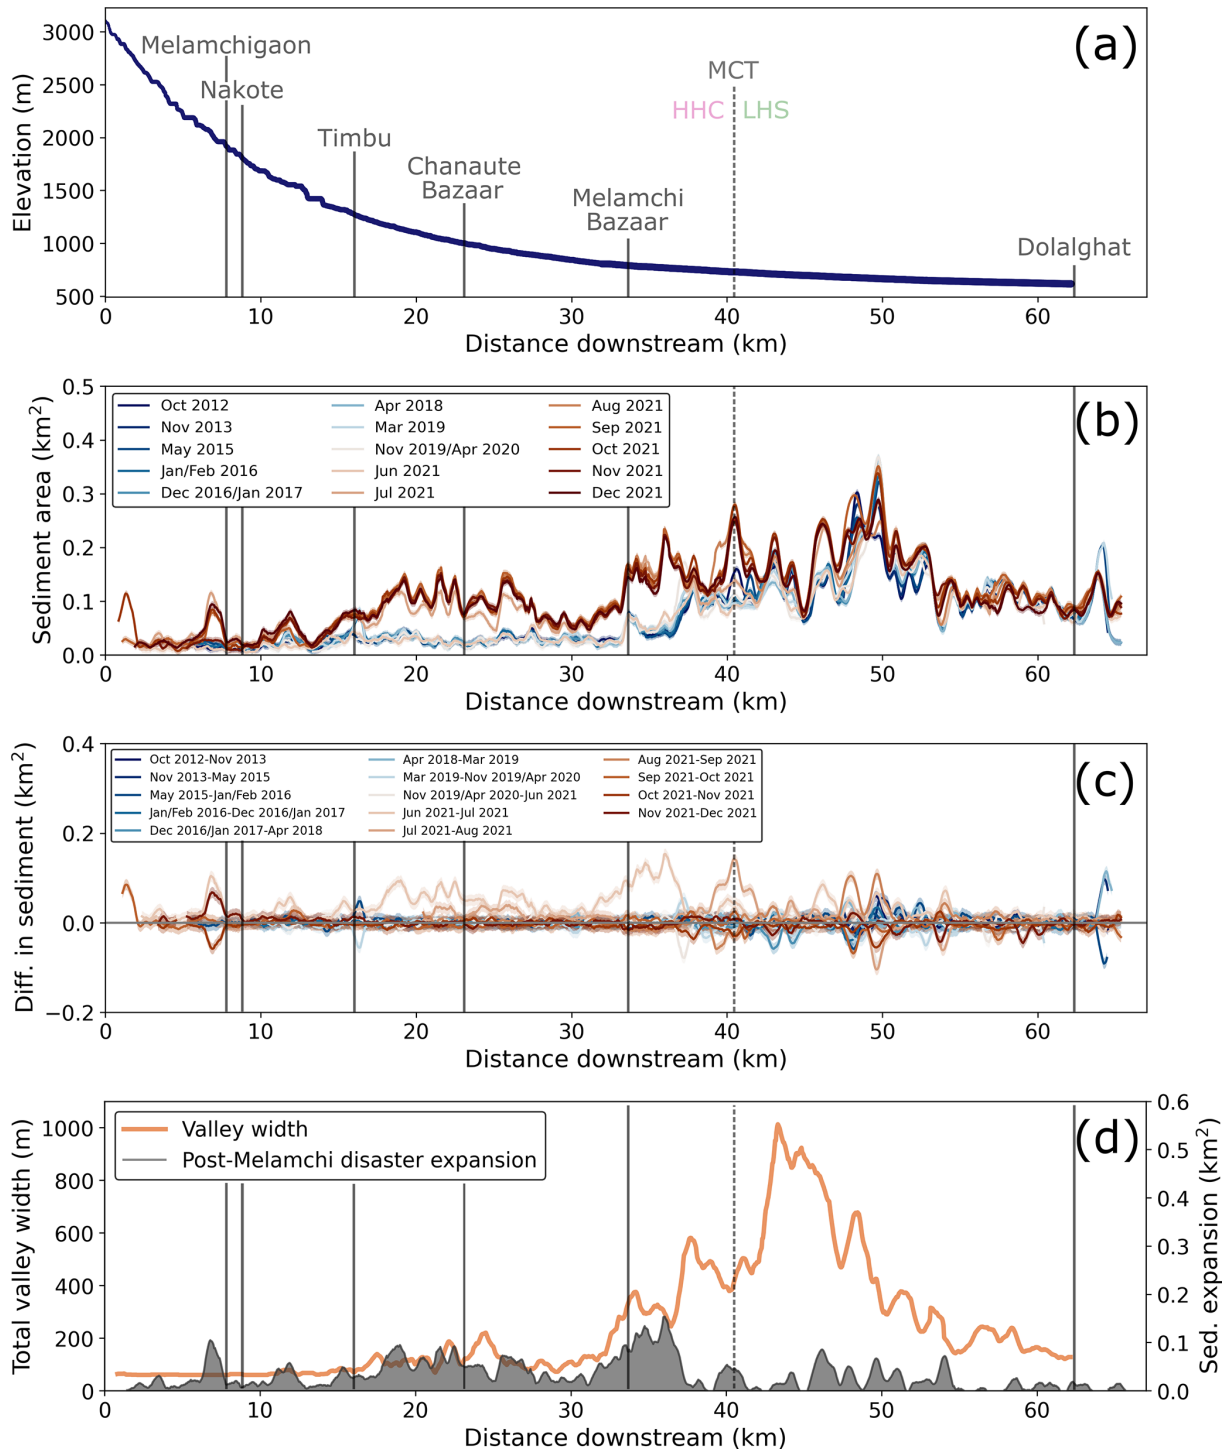 (a)
Elevation (m)
3000
2500
2000
1500
1000
500
Melamchigaon
Nakote
Timbu
Chanaute
Bazaar
Melamchi
Bazaar
MCT
HHC LHS
Dolalghat
0 10 20 30 40 50 60
Distance downstream (km)
(b)
Sediment area (km²)
0.5
0.4
0.3
0.2
0.1
0.0
Oct 2012
Nov 2013
May 2015
Jan/Feb 2016
Dec 2016/Jan 2017
Apr 2018
Mar 2019
Nov 2019/Apr 2020
Jun 2021
Jul 2021
Aug 2021
Sep 2021
Oct 2021
Nov 2021
Dec 2021
0 10 20 30 40 50 60
Distance downstream (km)
(c)
Diff. in sediment (km²)
0.4
0.2
0.0
−0.2
Oct 2012-Nov 2013
Nov 2013-May 2015
May 2015-Jan/Feb 2016
Jan/Feb 2016-Dec 2016/Jan 2017
Dec 2016/Jan 2017-Apr 2018
Apr 2018-Mar 2019
Mar 2019-Nov 2019/Apr 2020
Nov 2019/Apr 2020-Jun 2021
Jun 2021-Jul 2021
Jul 2021-Aug 2021
Aug 2021-Sep 2021
Sep 2021-Oct 2021
Oct 2021-Nov 2021
Nov 2021-Dec 2021
0 10 20 30 40 50 60
Distance downstream (km)
(d)
Total valley width (m)
1000
800
600
400
200
0
Valley width
Post-Melamchi disaster expansion
0.6
0.5
0.4
0.3
0.2
0.1
0.0
Sed. expansion (km²)
0 10 20 30 40 50 60
Distance downstream (km)